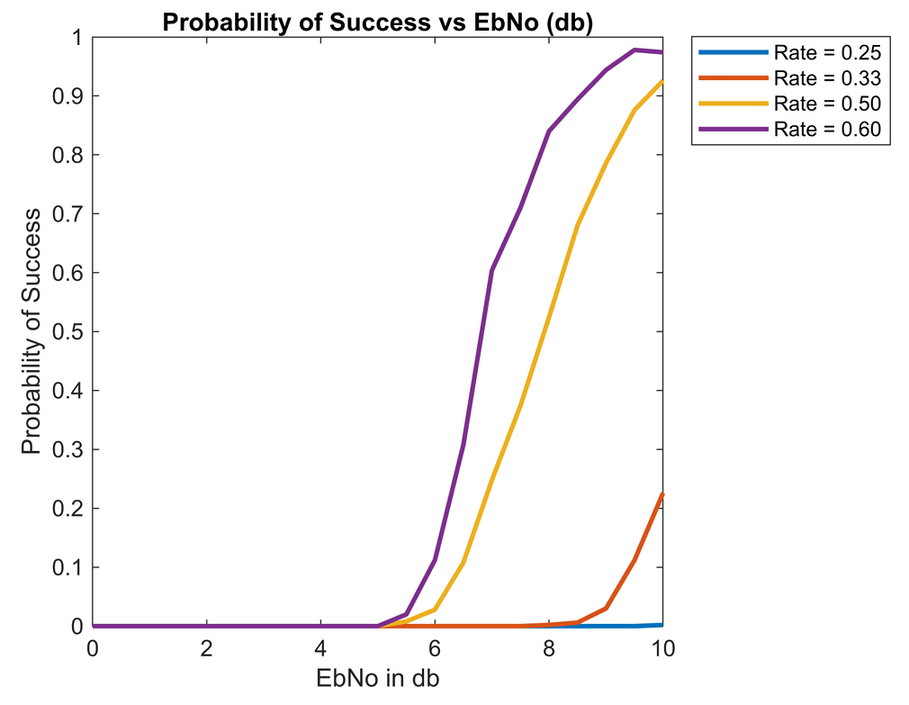 Probability of Success vs EbNo (db)
1
0.9
0.8
0.7
0.6
0.5
0.4
0.3
0.2
0.1
0
Probability of Success
0 2 4 6 8 10
EbNo in db
Rate = 0.25
Rate = 0.33
Rate = 0.50
Rate = 0.60